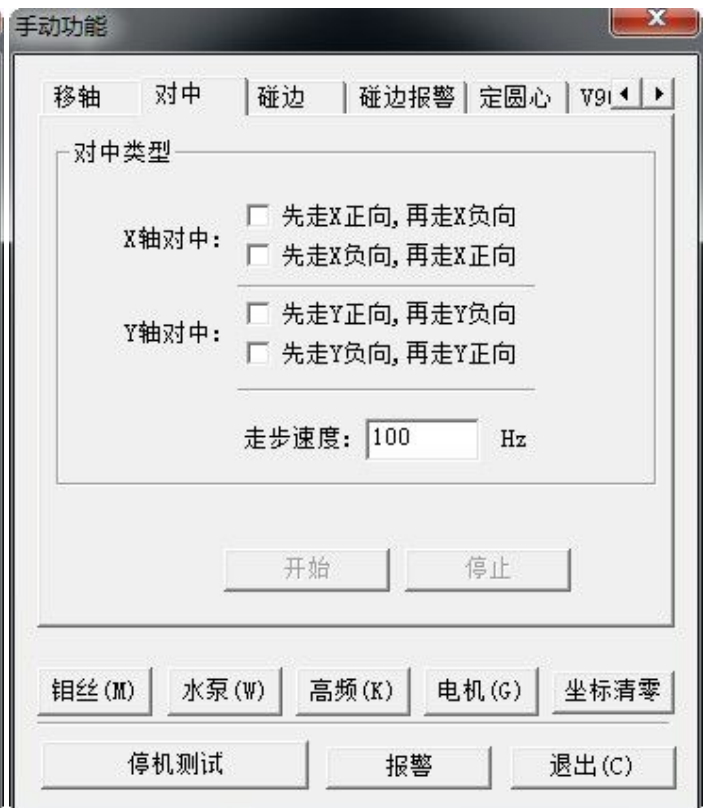 手动功能
移轴 对中 碰边 碰边报警 定圆心 V9
对中类型
X轴对中:
先走X正向,再走X负向
先走X负向,再走X正向
Y轴对中:
先走Y正向,再走Y负向
先走Y负向,再走Y正向
走步速度: 100 Hz
开始 停止
钼丝(M) 水泵(W) 高频(K) 电机(G) 坐标清零
停机测试 报警 退出(C)